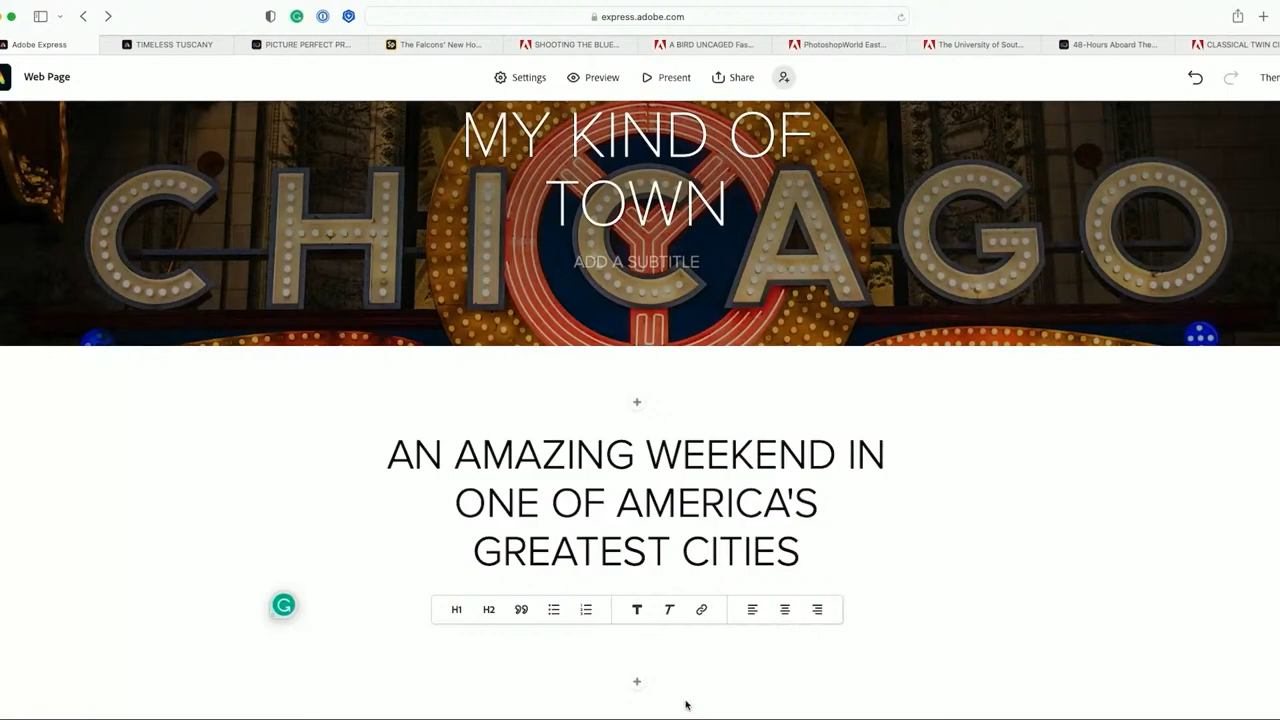 express.adobe.com
Adobe Express
TIMELESS TUSCANY
PICTURE PERFECT PR...
The Falcons' New Ho...
SHOOTING THE BLUE...
A BIRD UNCAGED Fas...
PhotoshopWorld East...
The University of Sout...
48-Hours Aboard The...
CLASSICAL TWIN CI
Web Page
Settings
Preview
Present
Share
Ther
MY KIND OF
TOWN
CHICAGO
ADD A SUBTITLE
AN AMAZING WEEKEND IN
ONE OF AMERICA'S
GREATEST CITIES
H1 H2